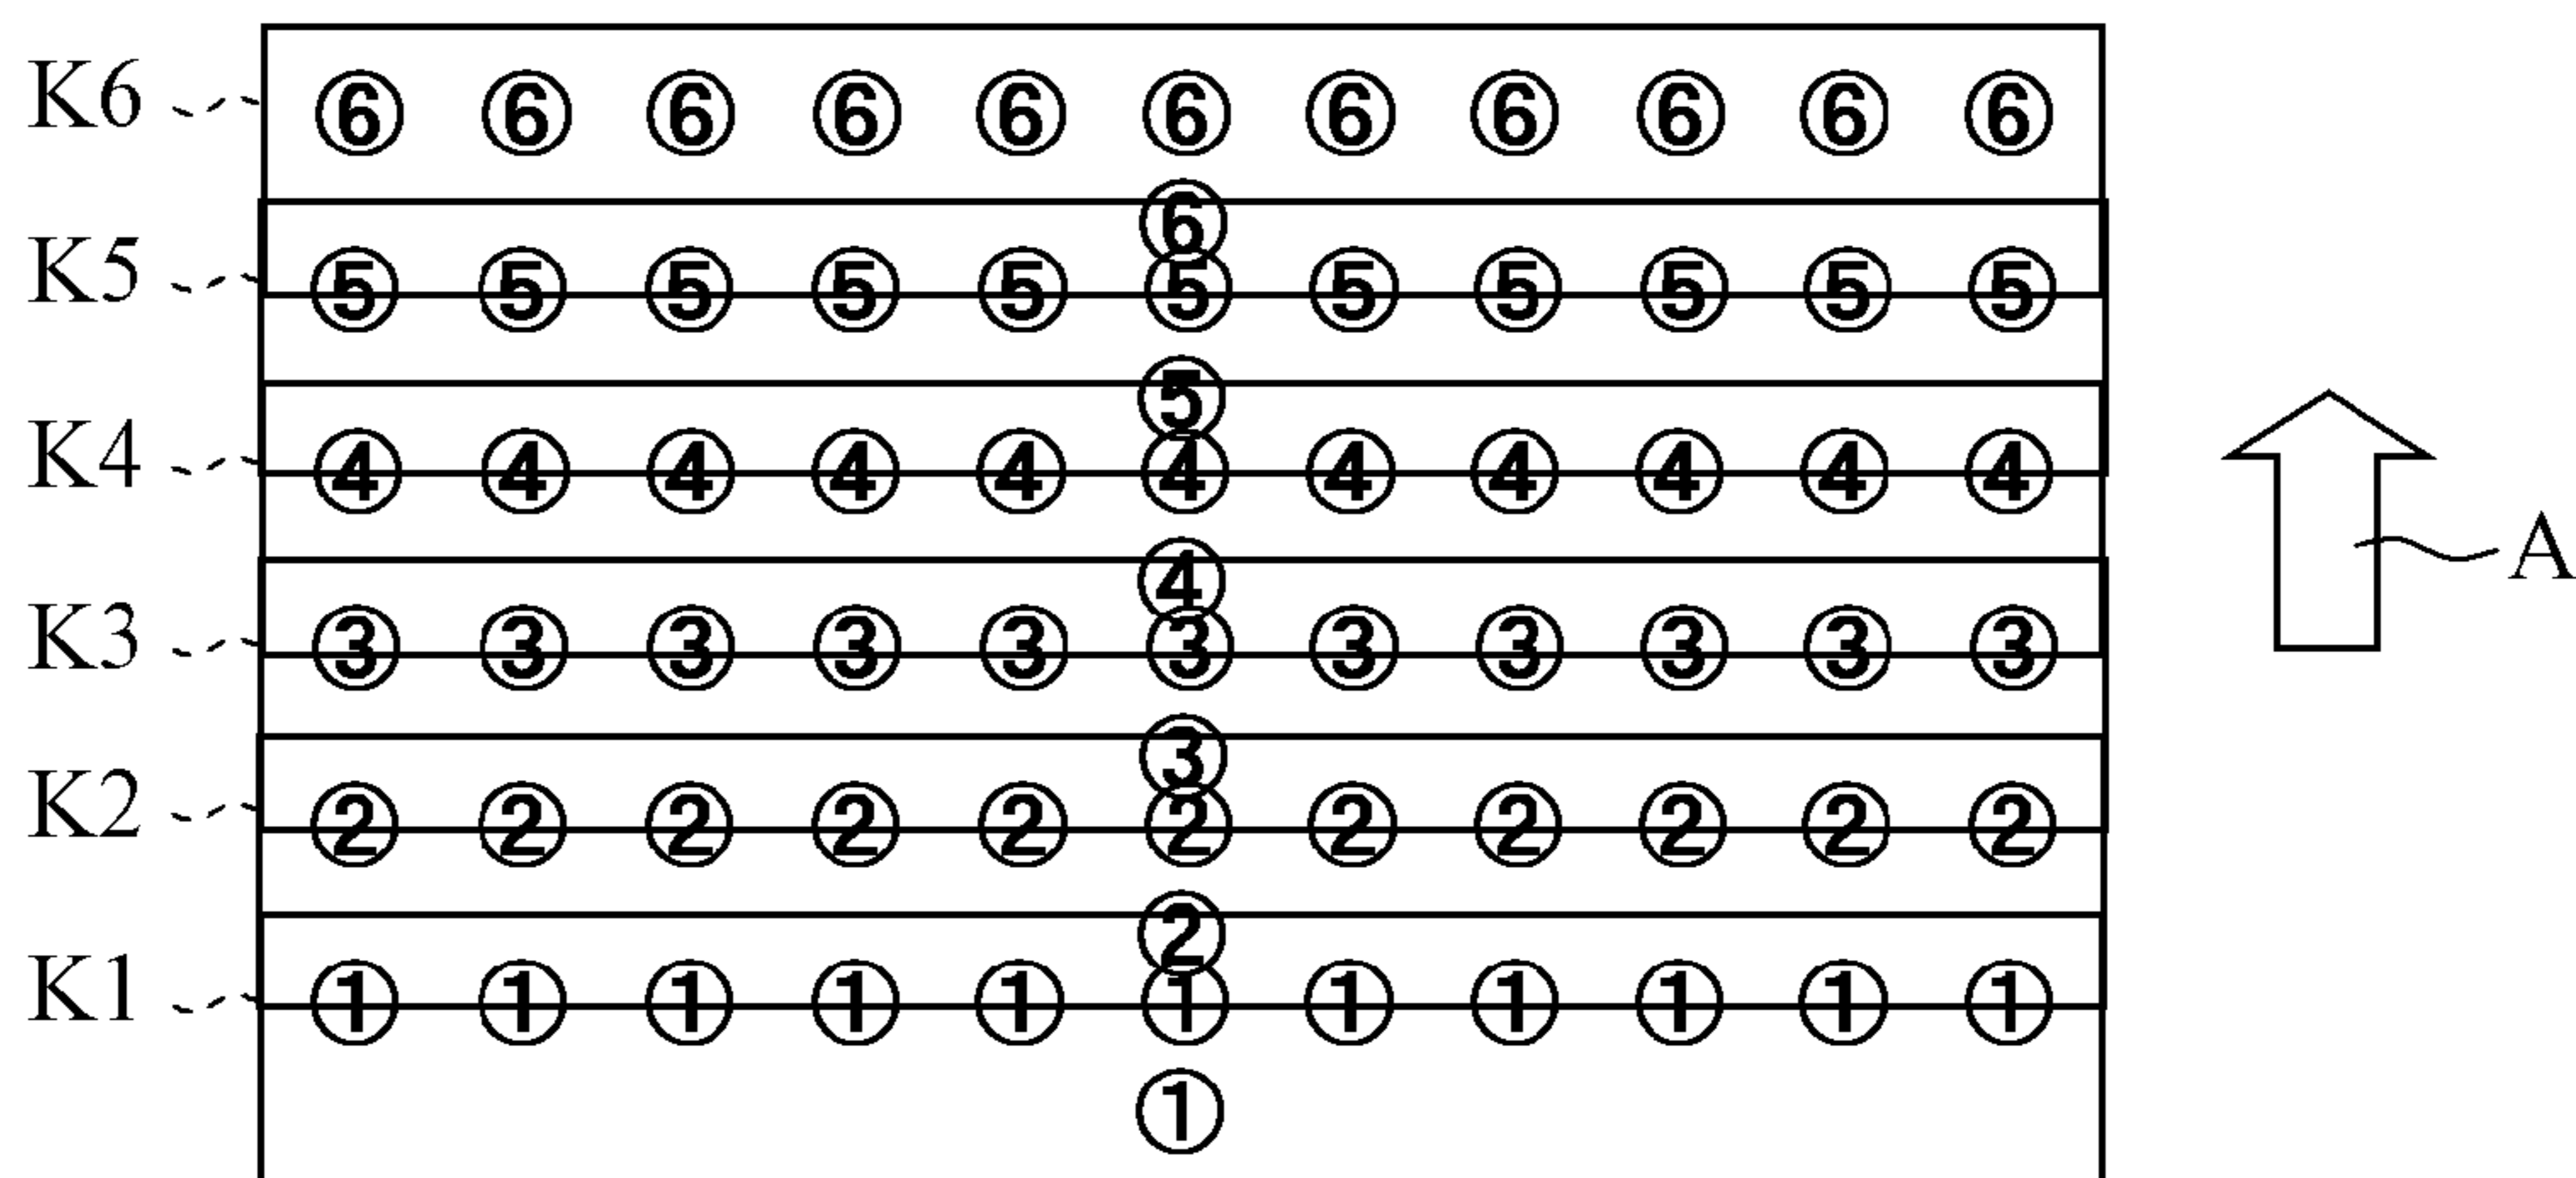 K6 ⑥ ⑥ ⑥ ⑥ ⑥ ⑥ ⑥ ⑥ ⑥ ⑥ ⑥
⑥
K5 ⑤ ⑤ ⑤ ⑤ ⑤ ⑤ ⑤ ⑤ ⑤ ⑤ ⑤
⑤
K4 ④ ④ ④ ④ ④ ④ ④ ④ ④ ④ ④
④ A
K3 ③ ③ ③ ③ ③ ③ ③ ③ ③ ③ ③
③
K2 ② ② ② ② ② ② ② ② ② ② ②
②
K1 ① ① ① ① ① ① ① ① ① ① ①
①